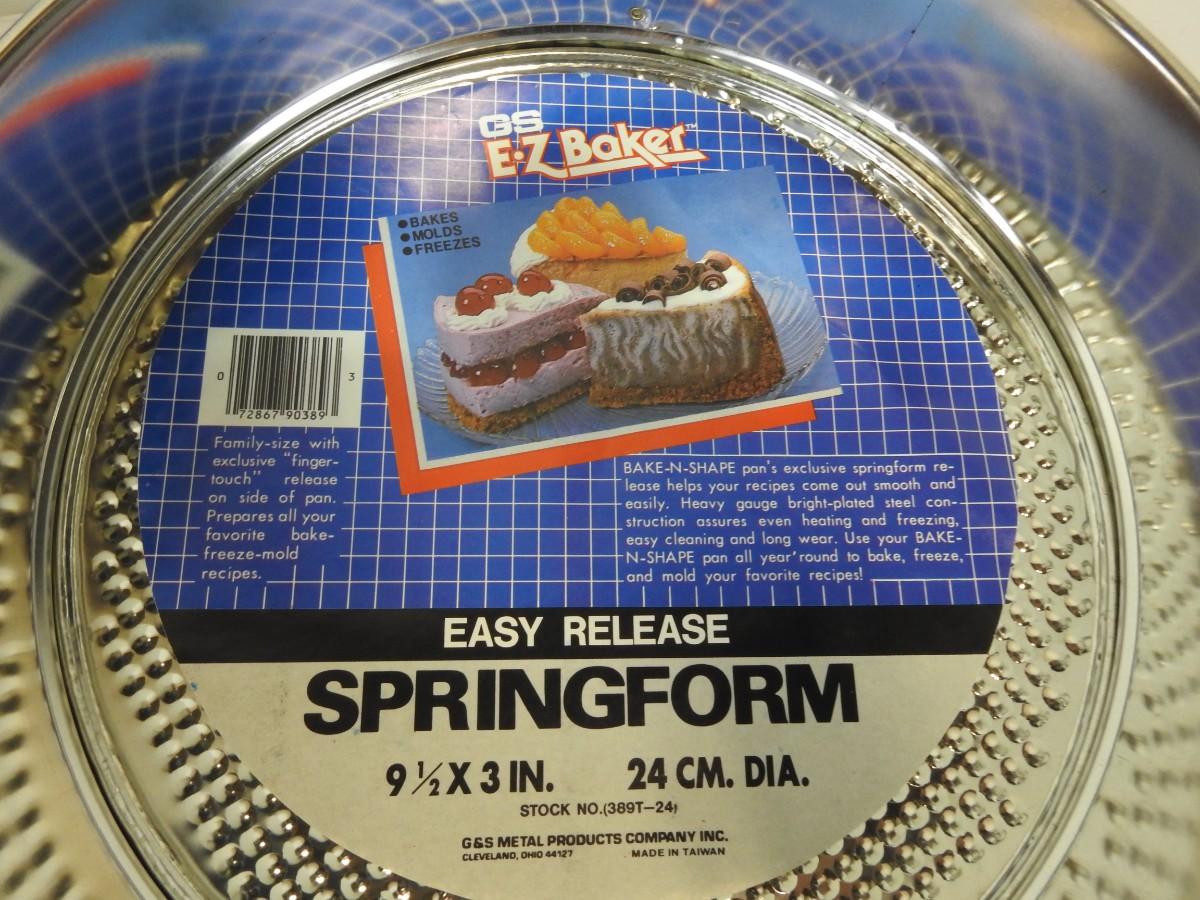 GS
E·Z Baker™
●BAKES
●MOLDS
●FREEZES
0 72867 90389 3
Family-size with
exclusive "finger-
touch" release
on side of pan.
Prepares all your
favorite bake-
freeze-mold
recipes.
BAKE-N-SHAPE pan's exclusive springform re-
lease helps your recipes come out smooth and
easily. Heavy gauge bright-plated steel con-
struction assures even heating and freezing,
easy cleaning and long wear. Use your BAKE-
N-SHAPE pan all year'round to bake, freeze,
and mold your favorite recipes!
EASY RELEASE
SPRINGFORM
9 ½ X 3 IN. 24 CM. DIA.
STOCK NO.(389T-24)
G&S METAL PRODUCTS COMPANY INC.
CLEVELAND, OHIO 44127 MADE IN TAIWAN